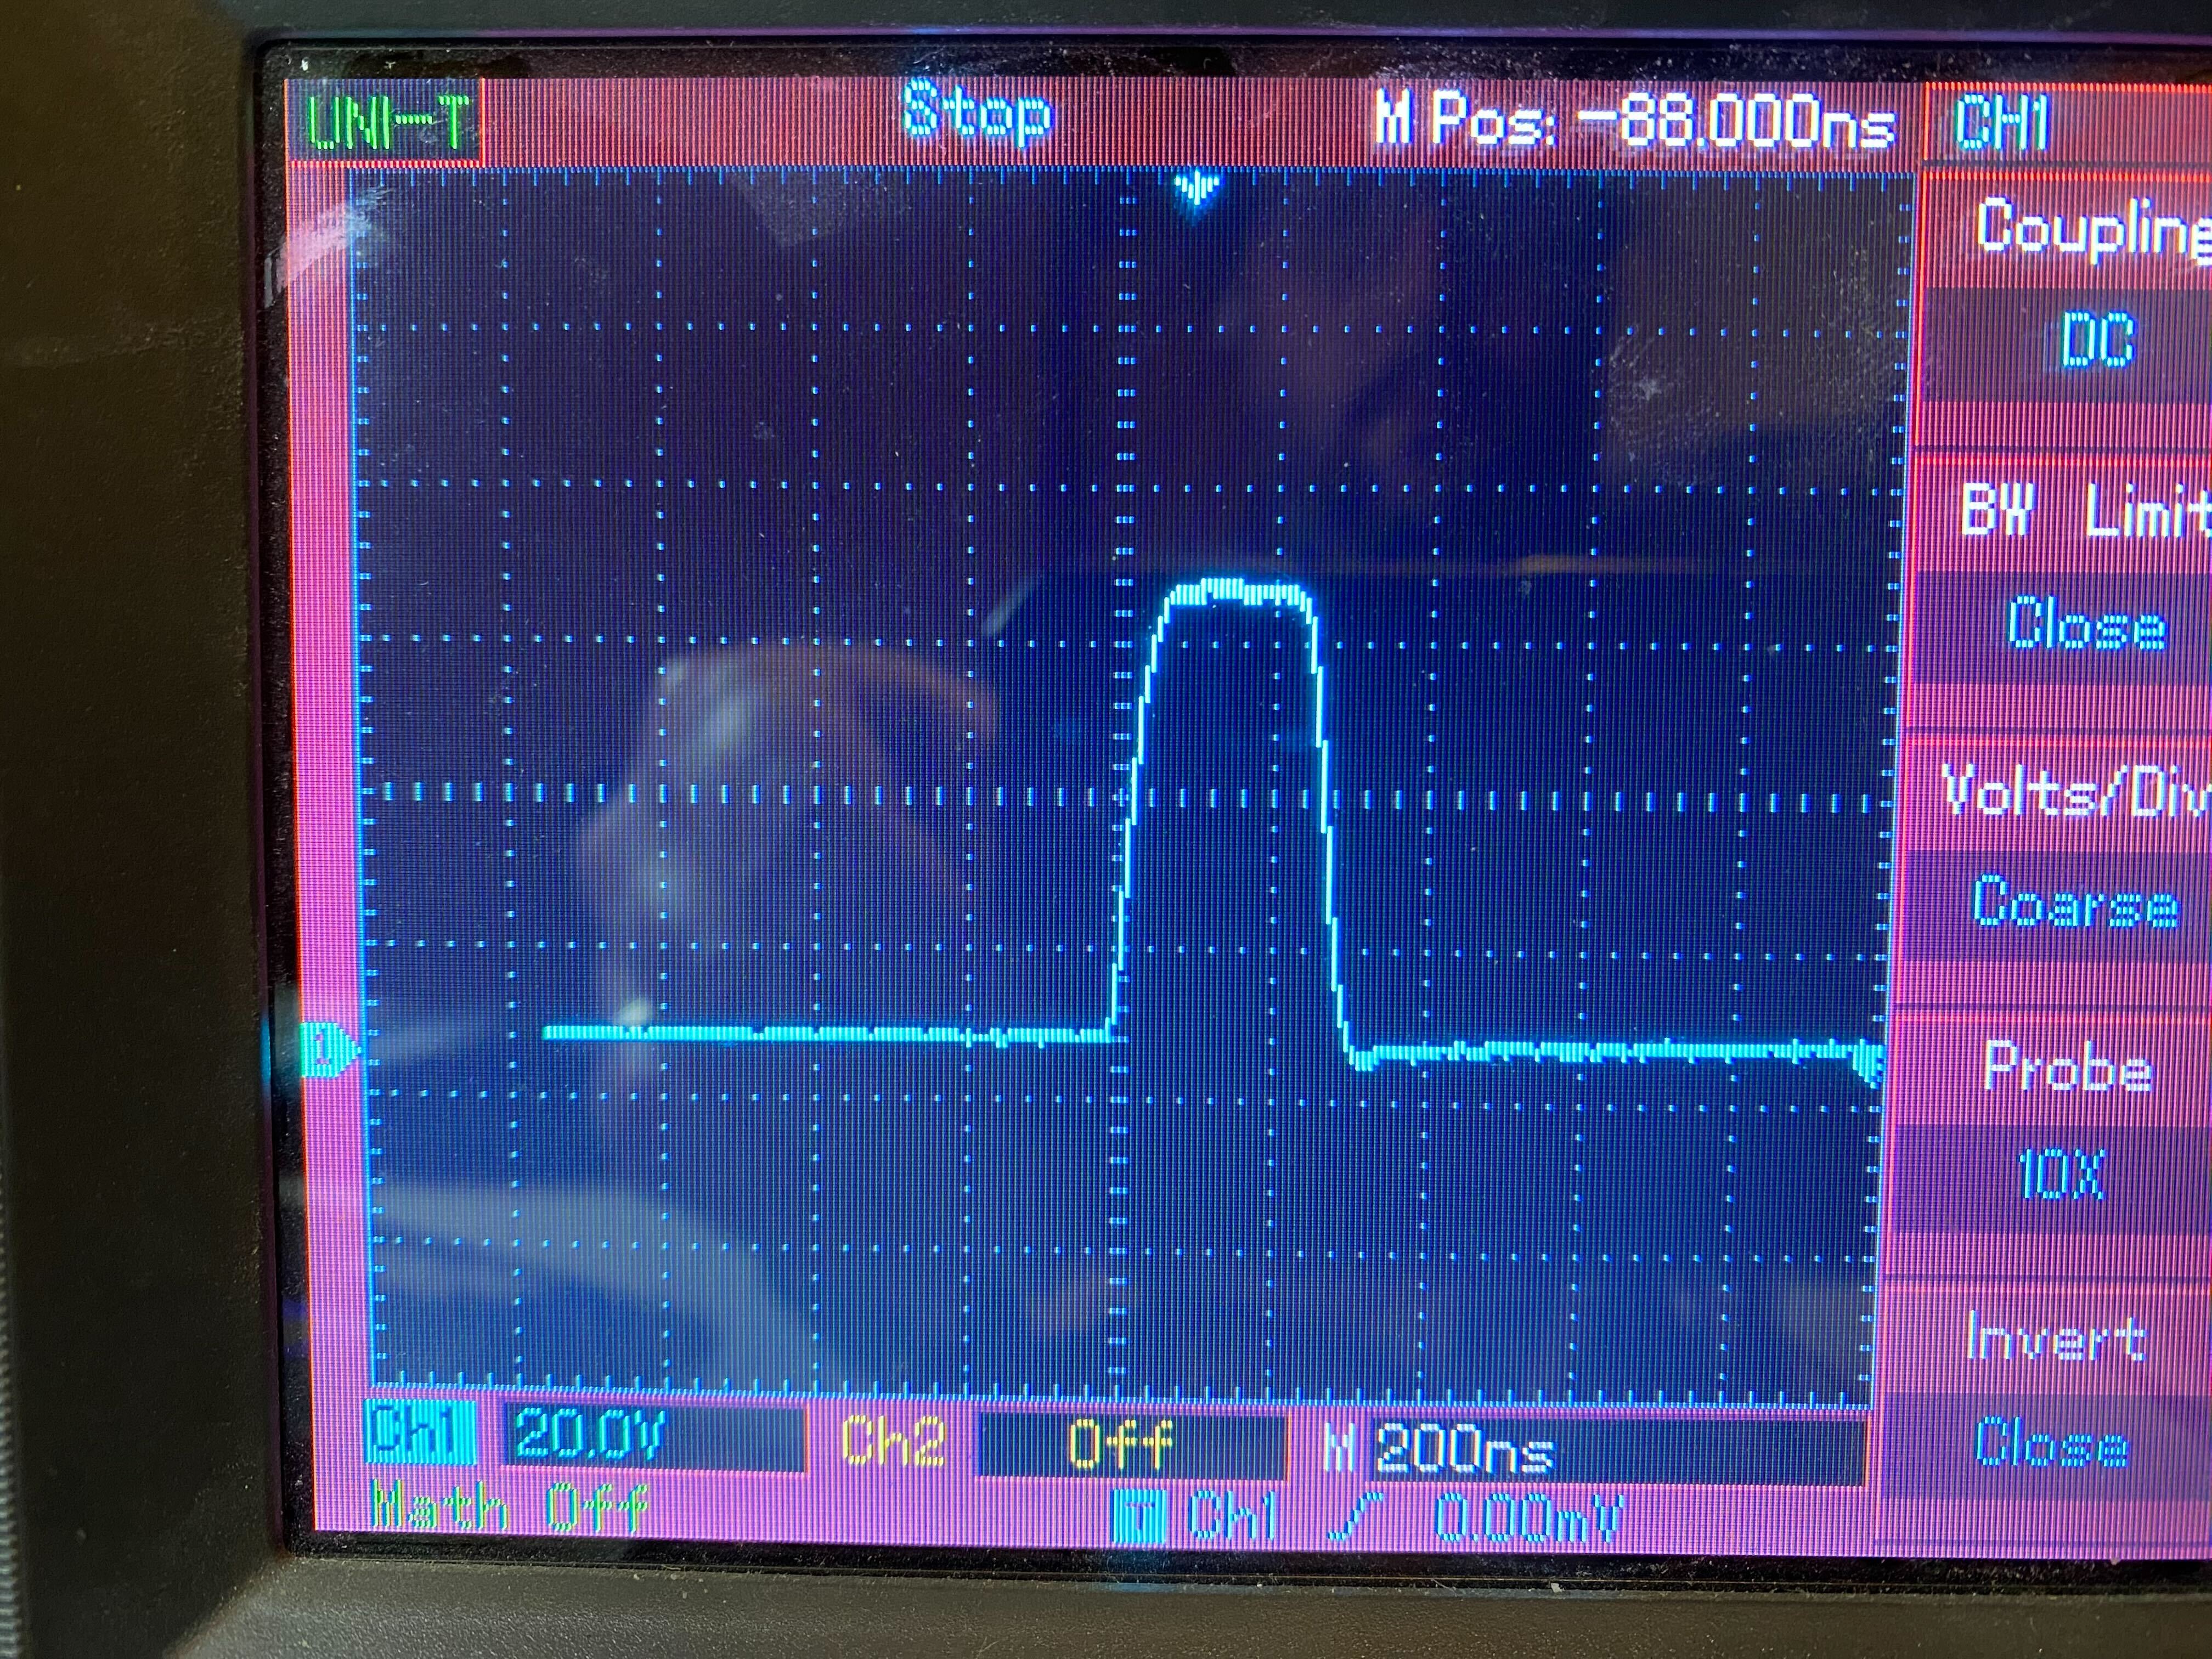 UNI-T Stop M Pos: -88.000ns CH1
Coupling
DC
BW Limit
Close
Volts/Div
Coarse
Probe
10X
Invert
Close
1
Ch1 20.0V Ch2 Off M 200ns
Math Off T Ch1 0.00mV